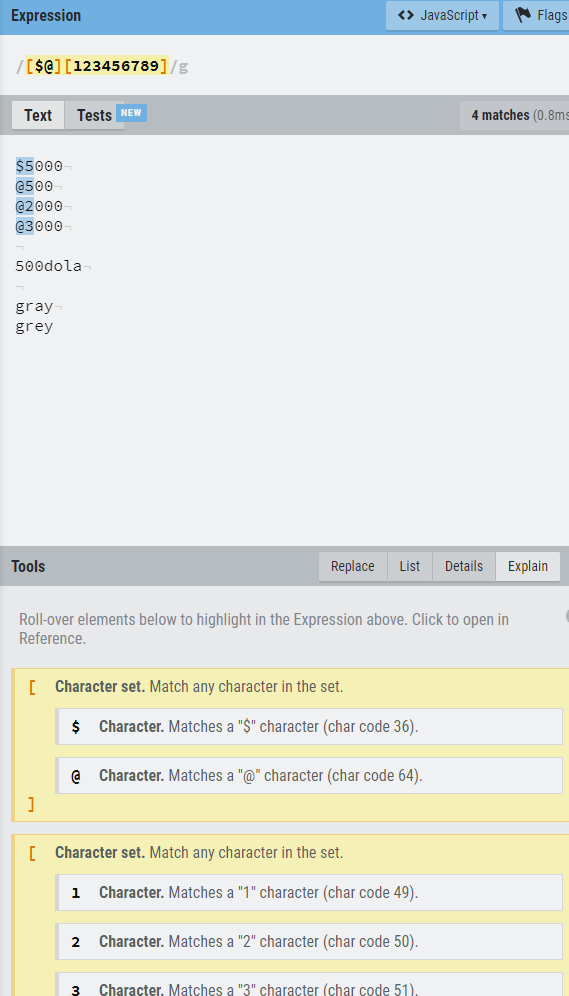 Expression
<> JavaScript ▾
Flags
/[$@][123456789]/g
Text
Tests
NEW
4 matches (0.8ms
$5000¬
@500¬
@2000¬
@3000¬
¬
500dola¬
¬
gray¬
grey
Tools
Replace
List
Details
Explain
Roll-over elements below to highlight in the Expression above. Click to open in
Reference.
[ Character set. Match any character in the set.
$ Character. Matches a "$" character (char code 36).
@ Character. Matches a "@" character (char code 64).
]
[ Character set. Match any character in the set.
1 Character. Matches a "1" character (char code 49).
2 Character. Matches a "2" character (char code 50).
3 Character. Matches a "3" character (char code 51).